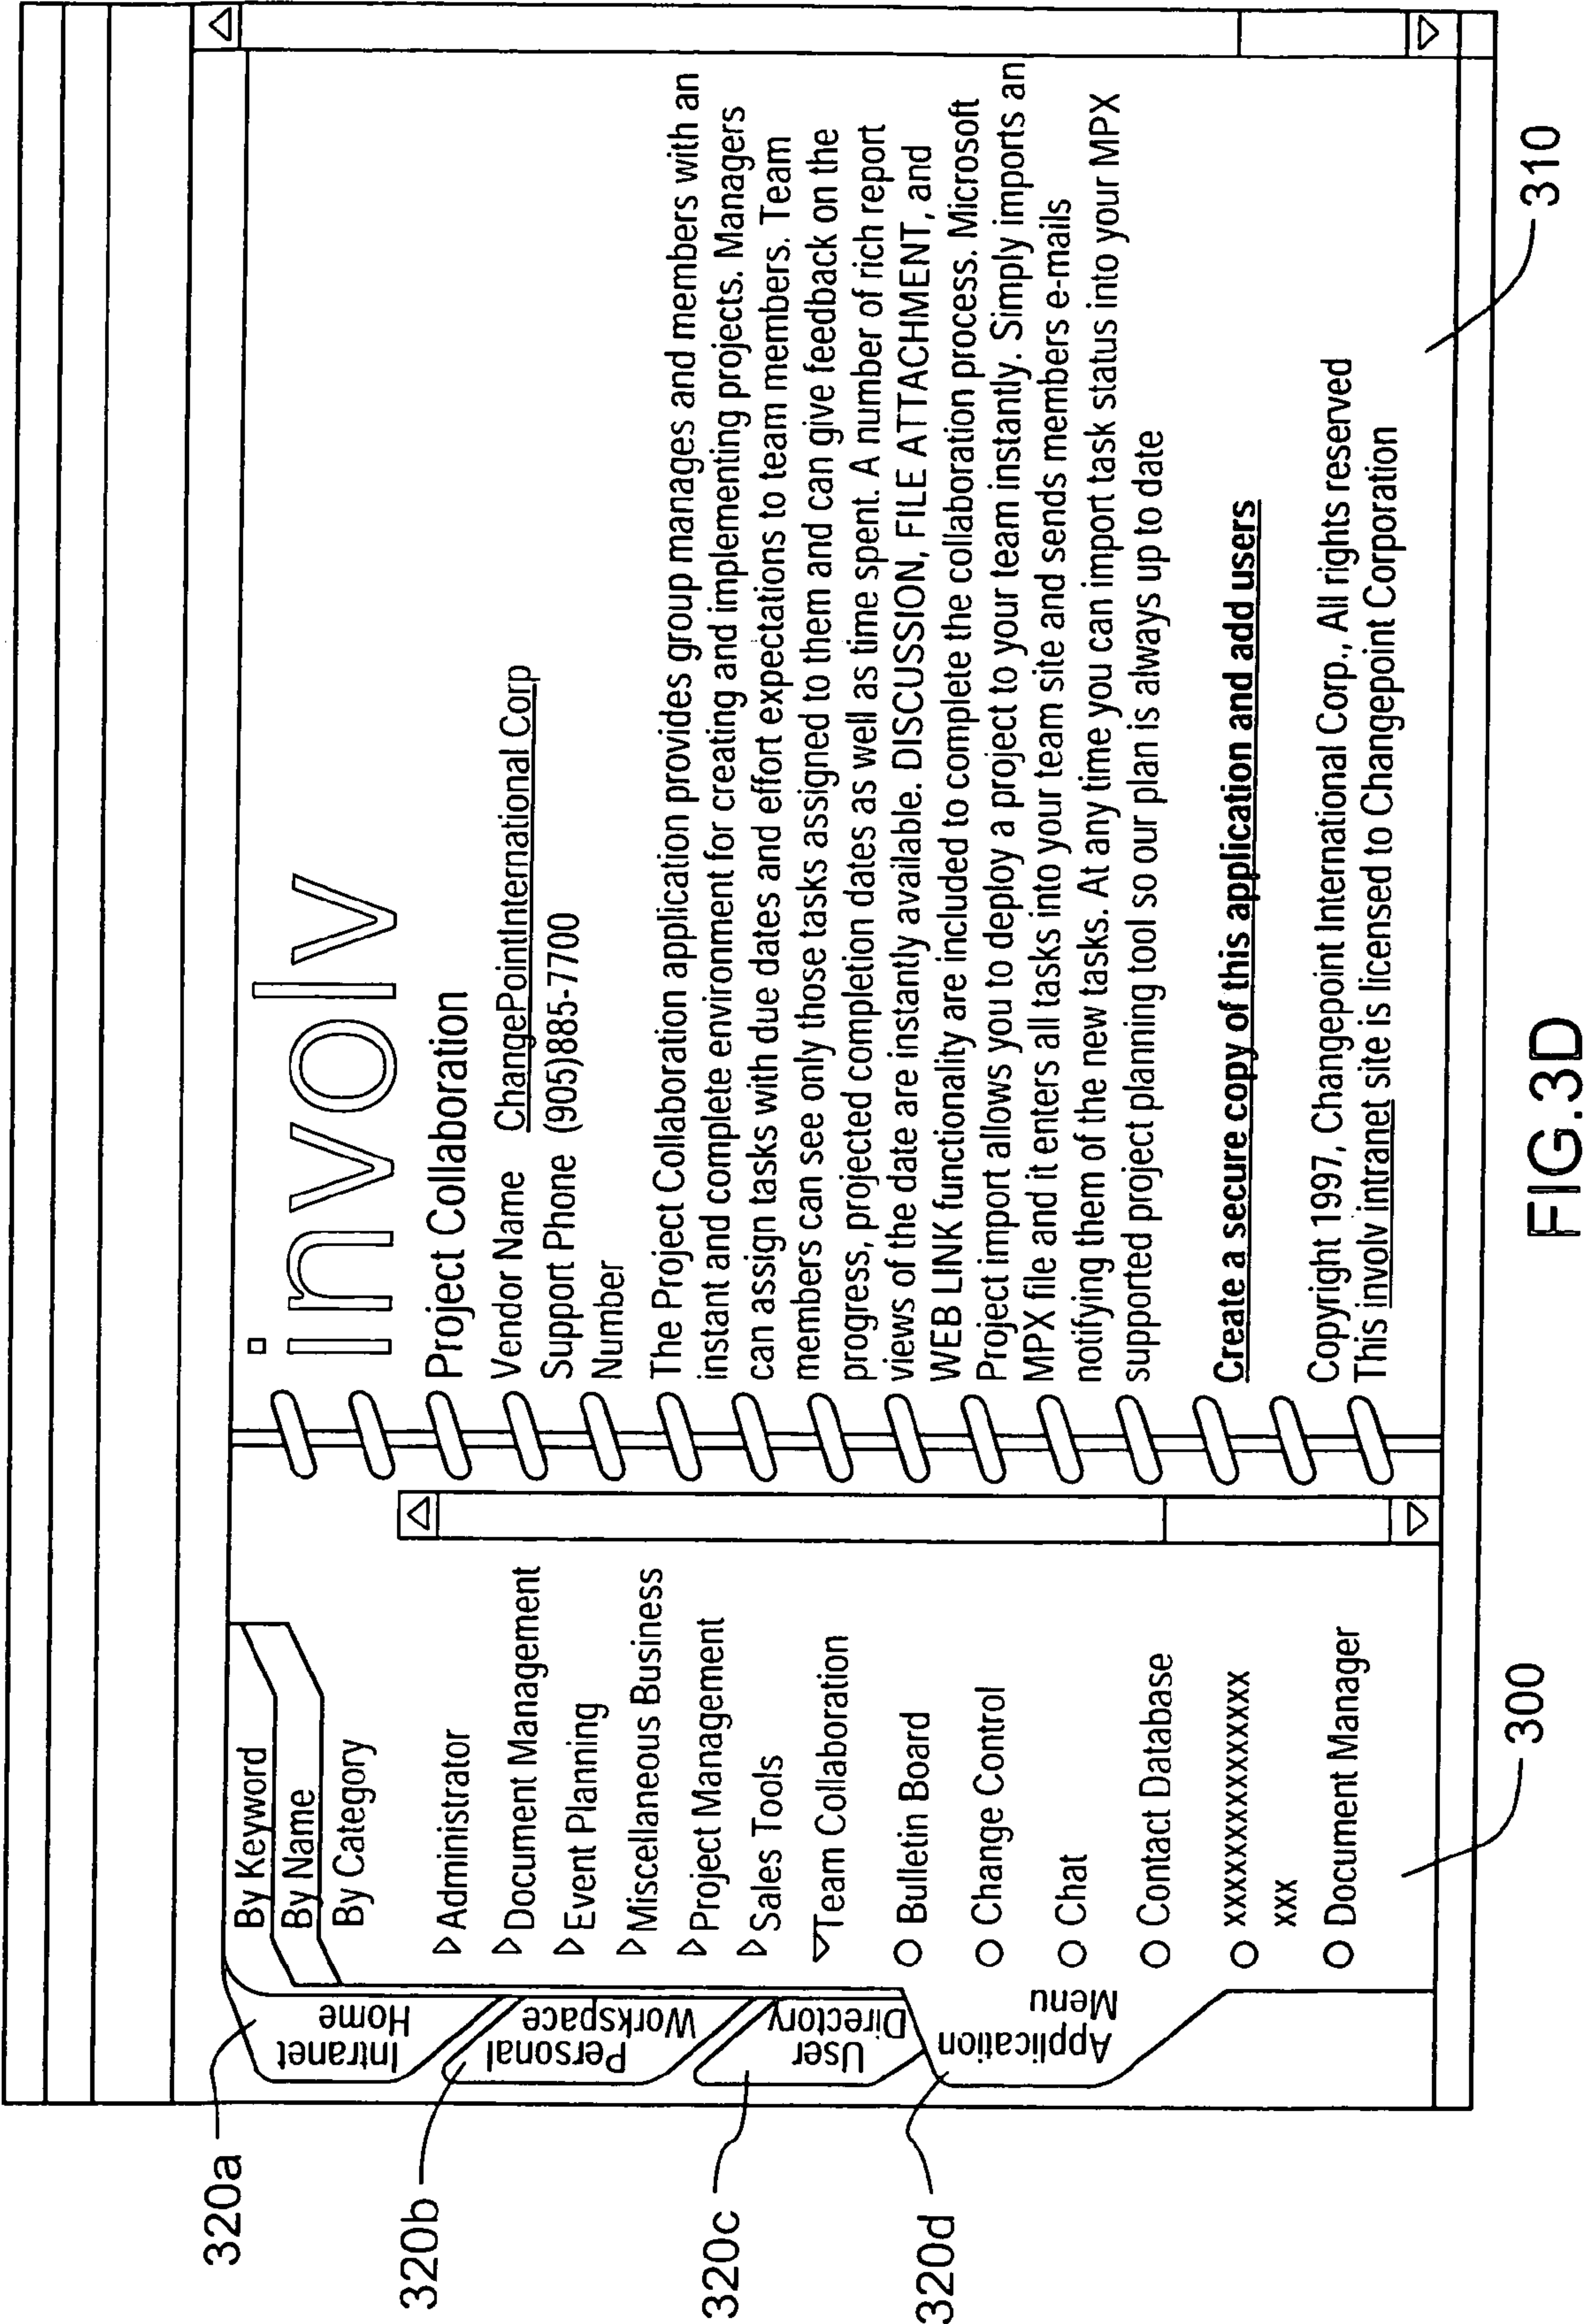 320a
320b
320c
320d
Intranet
Home
Personal
Workspace
User
Directory
Application
Menu
By Keyword
By Name
By Category
Administrator
Document Management
Event Planning
Miscellaneous Business
Project Management
Sales Tools
Team Collaboration
Bulletin Board
Change Control
Chat
Contact Database
xxxxxxxxxxxxxxxx
xxx
Document Manager
300
involv
Project Collaboration
Vendor Name ChangePointInternational Corp
Support Phone (905)885-7700
Number
The Project Collaboration application provides group manages and members with an
instant and complete environment for creating and implementing projects. Managers
can assign tasks with due dates and effort expectations to team members. Team
members can see only those tasks assigned to them and can give feedback on the
progress, projected completion dates as well as time spent. A number of rich report
views of the date are instantly available. DISCUSSION, FILE ATTACHMENT, and
WEB LINK functionality are included to complete the collaboration process. Microsoft
Project import allows you to deploy a project to your team instantly. Simply imports an
MPX file and it enters all tasks into your team site and sends members e-mails
notifying them of the new tasks. At any time you can import task status into your MPX
supported project planning tool so our plan is always up to date
Create a secure copy of this application and add users
Copyright 1997, Changepoint International Corp., All rights reserved
This involv intranet site is licensed to Changepoint Corporation
310
FIG.3D